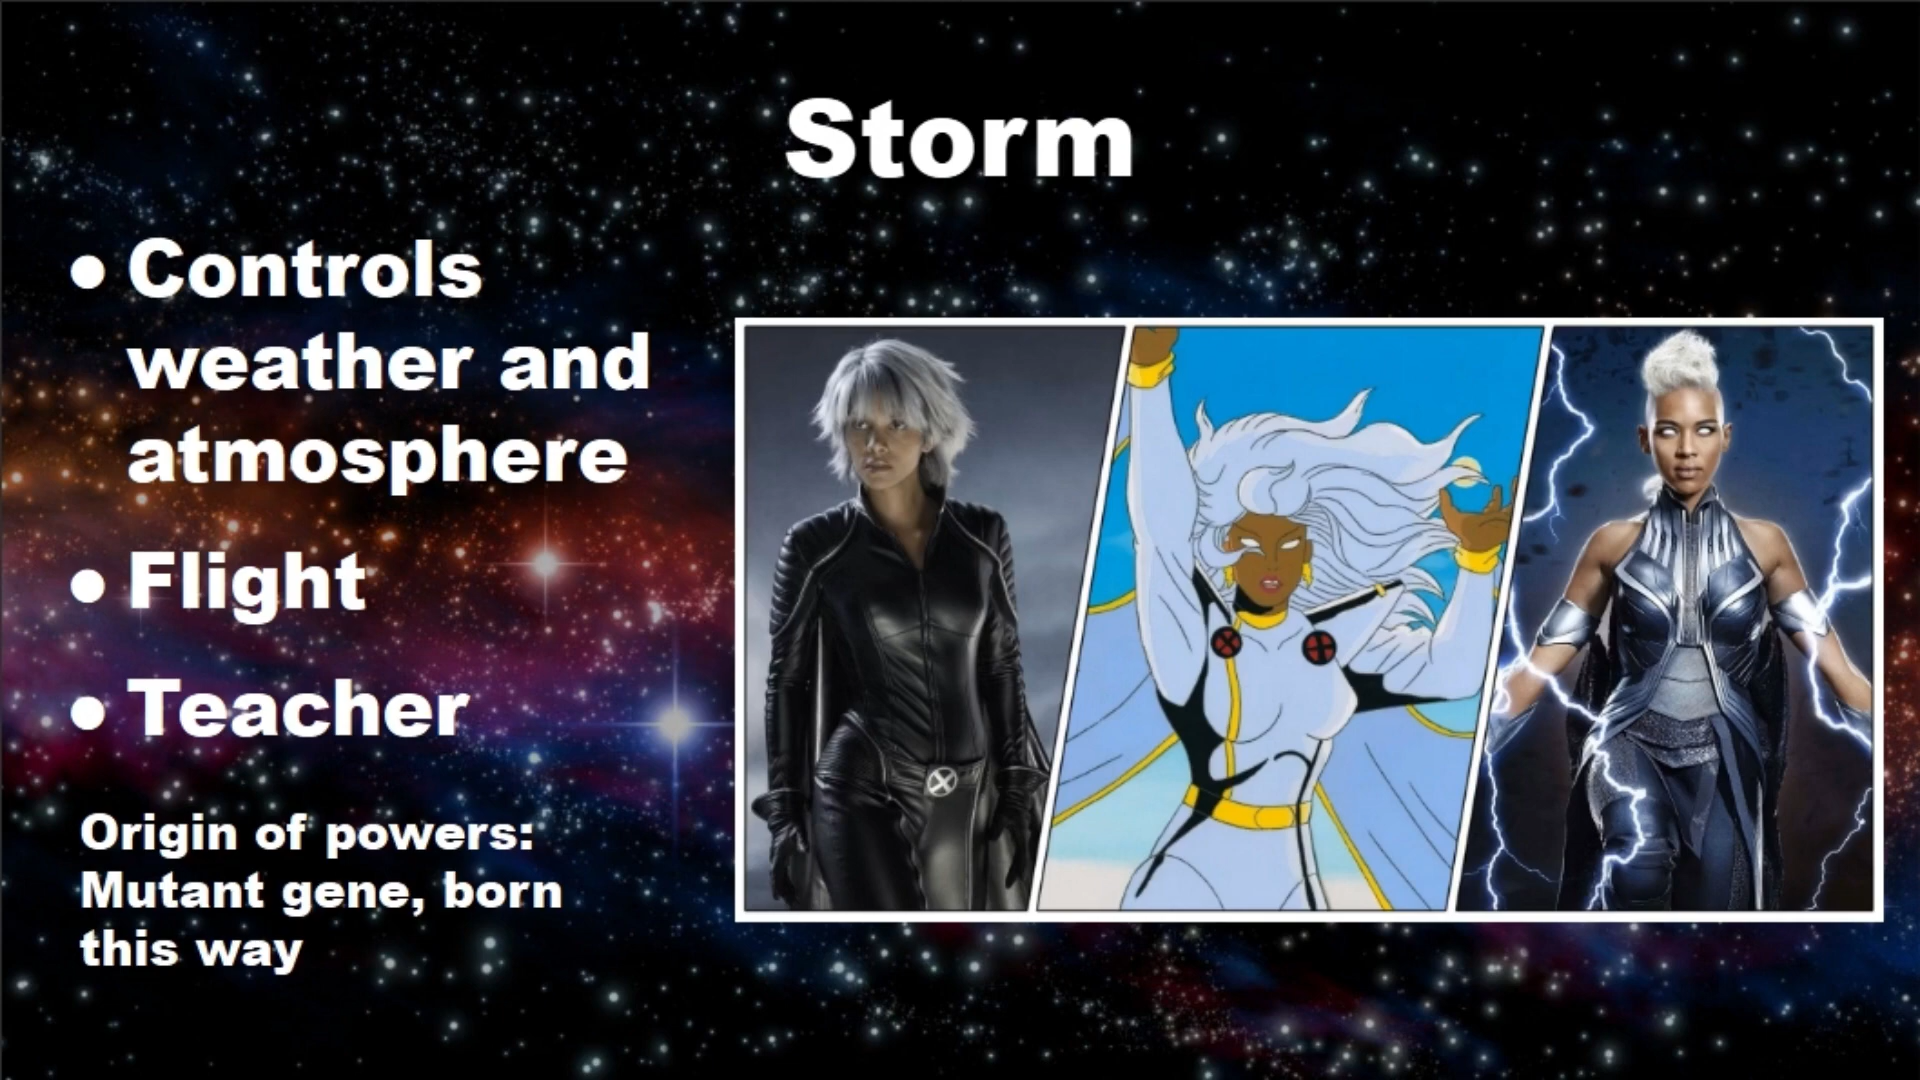 Storm
• Controls
weather and
atmosphere
• Flight
• Teacher
Origin of powers:
Mutant gene, born
this way